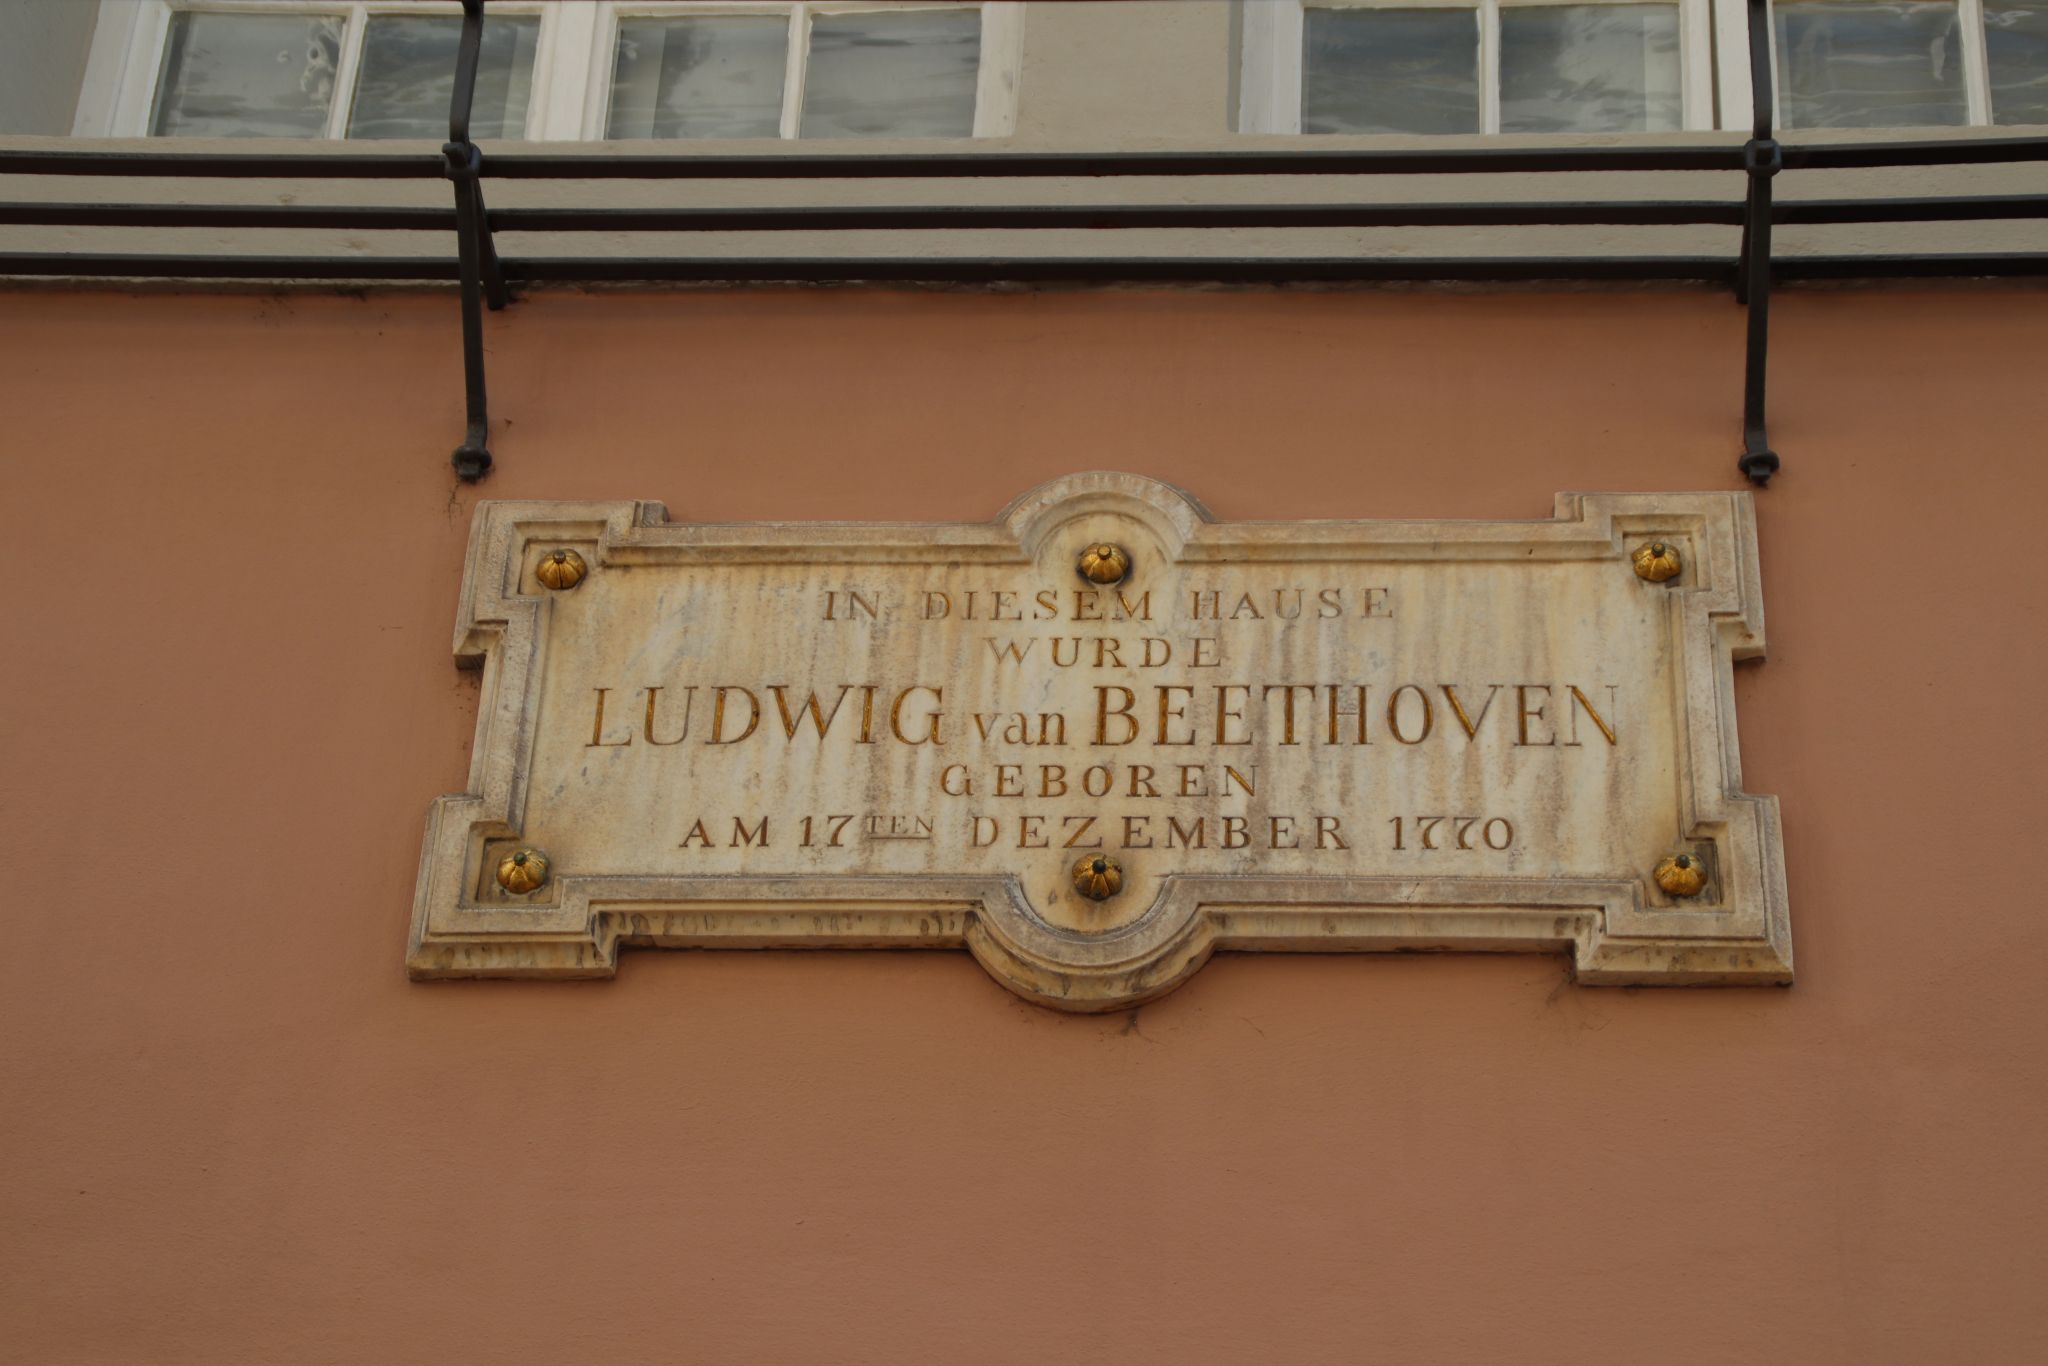 IN DIESEM HAUSE
WURDE
LUDWIG van BEETHOVEN
GEBOREN
AM 17TEN DEZEMBER 1770